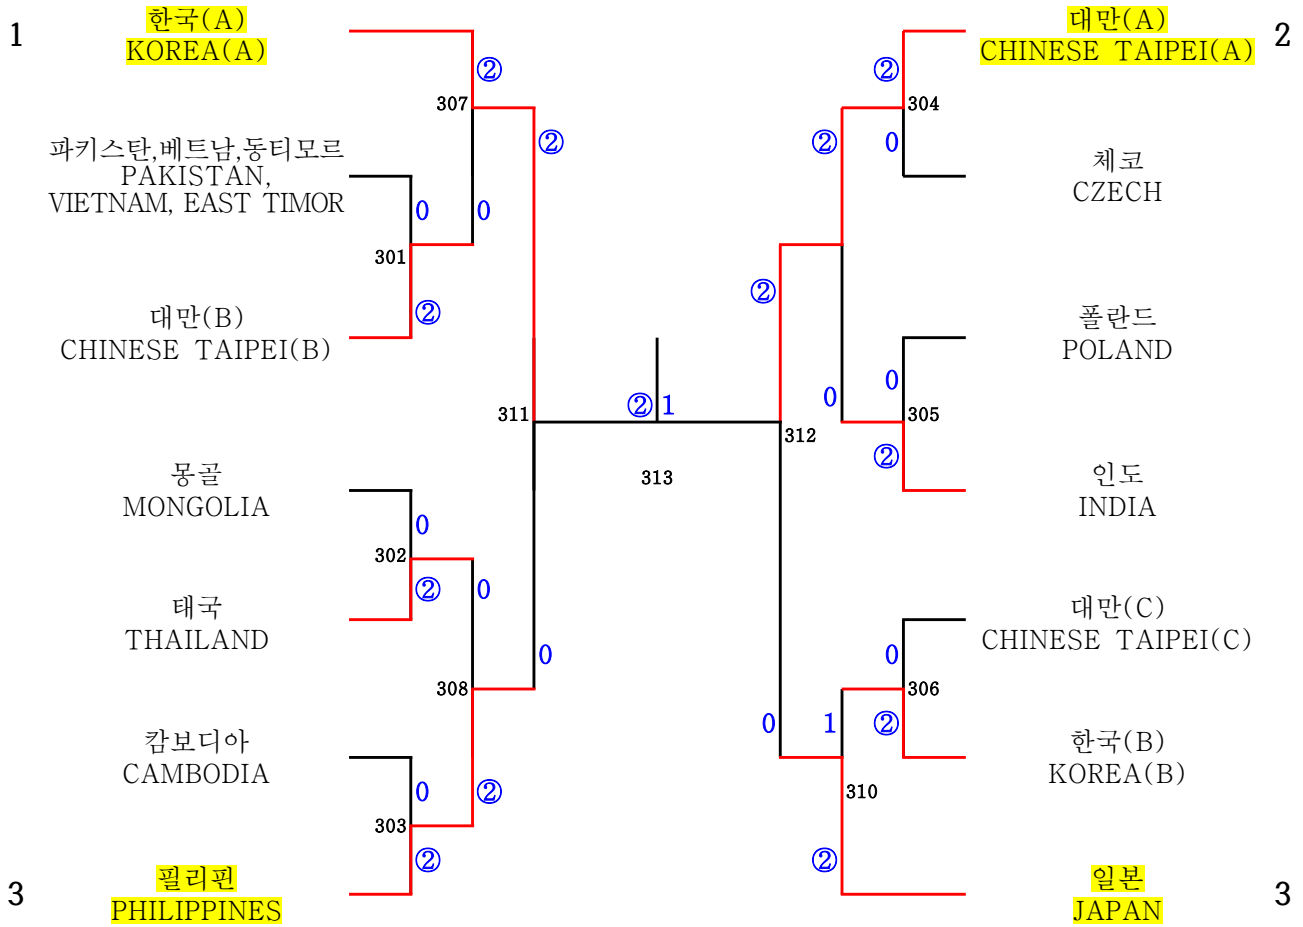 1
한국(A)
KOREA(A)
②
307
②
파키스탄,베트남,동티모르
PAKISTAN,
VIETNAM, EAST TIMOR
0
0
301
②
대만(B)
CHINESE TAIPEI(B)
311
몽골
MONGOLIA
0
302
②
0
태국
THAILAND
0
308
캄보디아
CAMBODIA
0
②
303
②
3
필리핀
PHILIPPINES
② 1
313
대만(A)
CHINESE TAIPEI(A)
2
②
304
②
0
체코
CZECH
②
폴란드
POLAND
0
0
305
312
②
인도
INDIA
대만(C)
CHINESE TAIPEI(C)
0
306
0
1
②
한국(B)
KOREA(B)
310
②
일본
JAPAN
3